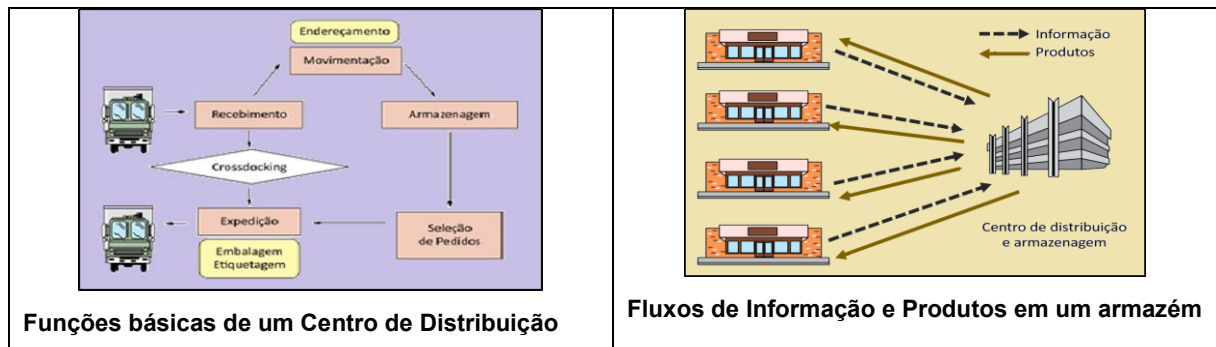 Endereçamento
Movimentação
Recebimento
Armazenagem
Crossdocking
Expedição
Seleção
de Pedidos
Embalagem
Etiquetagem
Funções básicas de um Centro de Distribuição
Informação
Produtos
Centro de distribuição
e armazenagem
Fluxos de Informação e Produtos em um armazém